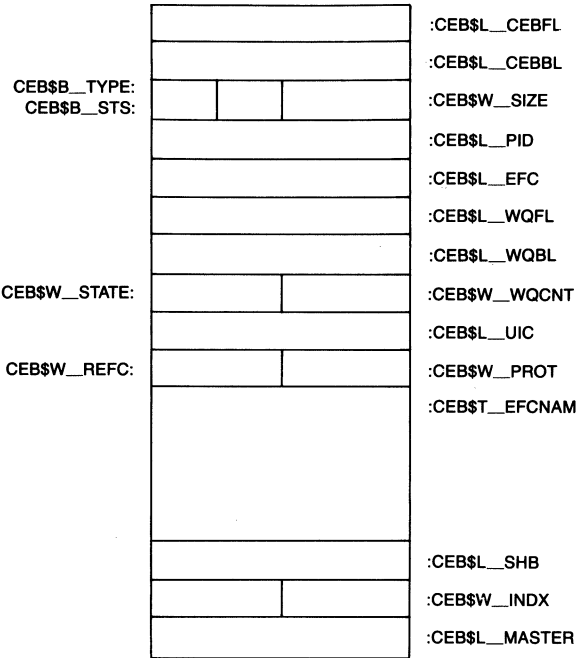 :CEB$L__CEBFL
:CEB$L__CEBBL
CEB$B__TYPE:
CEB$B__STS:
:CEB$W__SIZE
:CEB$L__PID
:CEB$L__EFC
:CEB$L__WQFL
:CEB$L__WQBL
CEB$W__STATE:
:CEB$W__WQCNT
:CEB$L__UIC
CEB$W__REFC:
:CEB$W__PROT
:CEB$T__EFCNAM
:CEB$L__SHB
:CEB$W__INDX
:CEB$L__MASTER